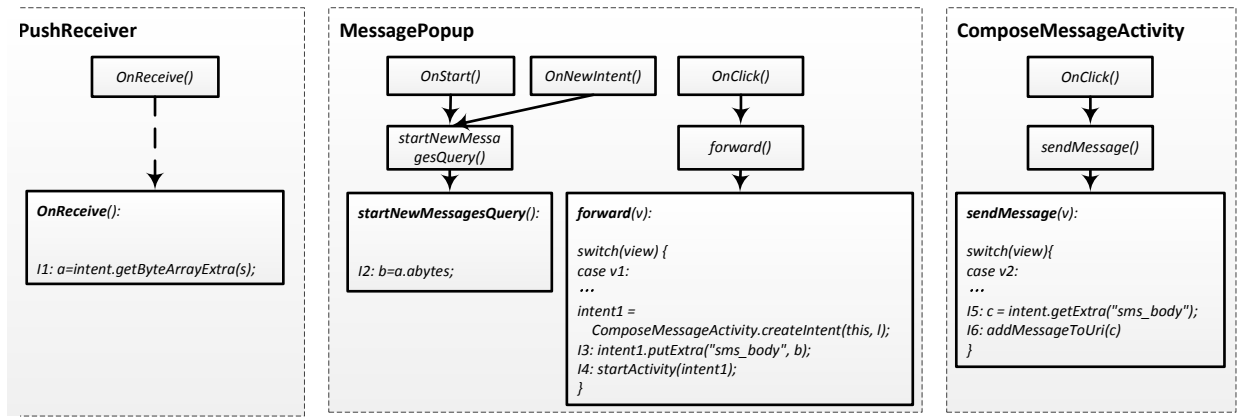 PushReceiver
OnReceive()
OnReceive():
I1: a=intent.getByteArrayExtra(s);
MessagePopup
OnStart()
OnNewIntent()
OnClick()
startNewMessa
gesQuery()
forward()
startNewMessagesQuery():
I2: b=a.abytes;
forward(v):
switch(view) {
case v1:
...
intent1 =
ComposeMessageActivity.createIntent(this, l);
I3: intent1.putExtra("sms_body", b);
I4: startActivity(intent1);
}
ComposeMessageActivity
OnClick()
sendMessage()
sendMessage(v):
switch(view){
case v2:
...
I5: c = intent.getExtra("sms_body");
I6: addMessageToUri(c)
}